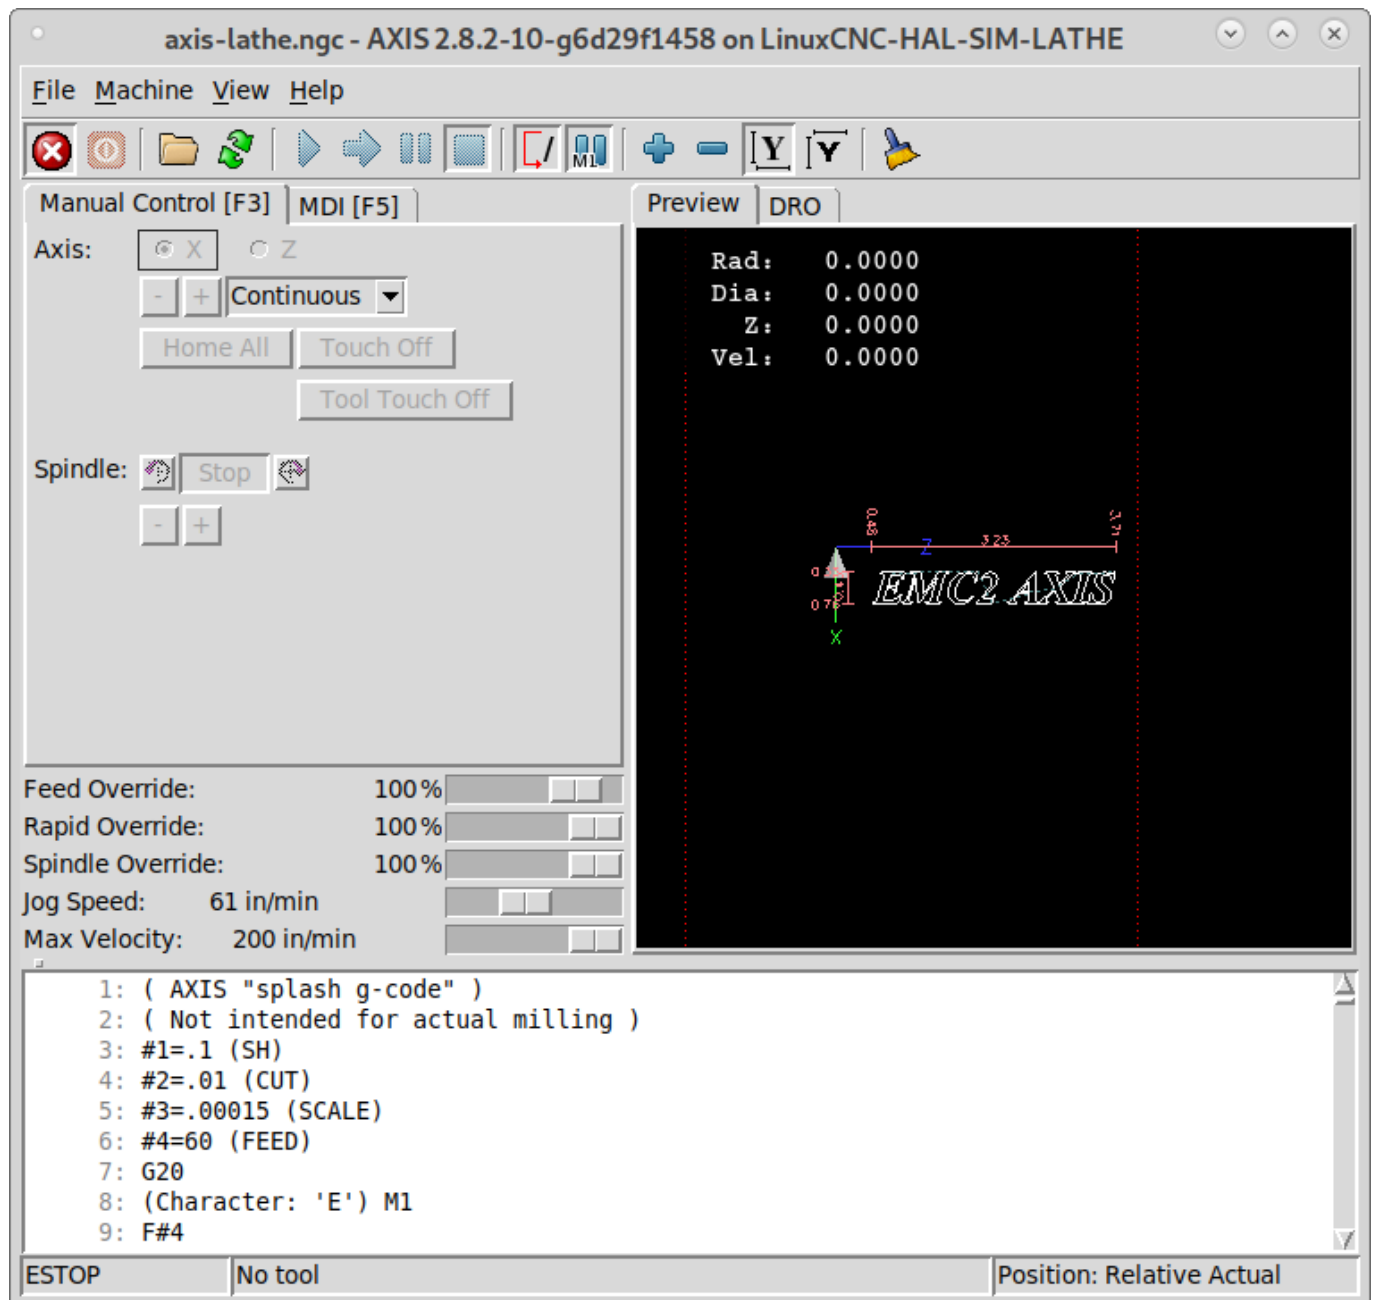 axis-lathe.ngc - AXIS 2.8.2-10-g6d29f1458 on LinuxCNC-HAL-SIM-LATHE
File Machine View Help
M1
Y Y
Manual Control [F3] MDI [F5]
Axis: X Z
- + Continuous
Home All Touch Off
Tool Touch Off
Spindle: Stop
- +
Feed Override: 100 %
Rapid Override: 100 %
Spindle Override: 100 %
Jog Speed: 61 in/min
Max Velocity: 200 in/min
Preview DRO
Rad: 0.0000
Dia: 0.0000
Z: 0.0000
Vel: 0.0000
Z 3.23
EMC2 AXIS
0.76
X
1: ( AXIS "splash g-code" )
2: ( Not intended for actual milling )
3: #1=.1 (SH)
4: #2=.01 (CUT)
5: #3=.00015 (SCALE)
6: #4=60 (FEED)
7: G20
8: (Character: 'E') M1
9: F#4
ESTOP No tool Position: Relative Actual